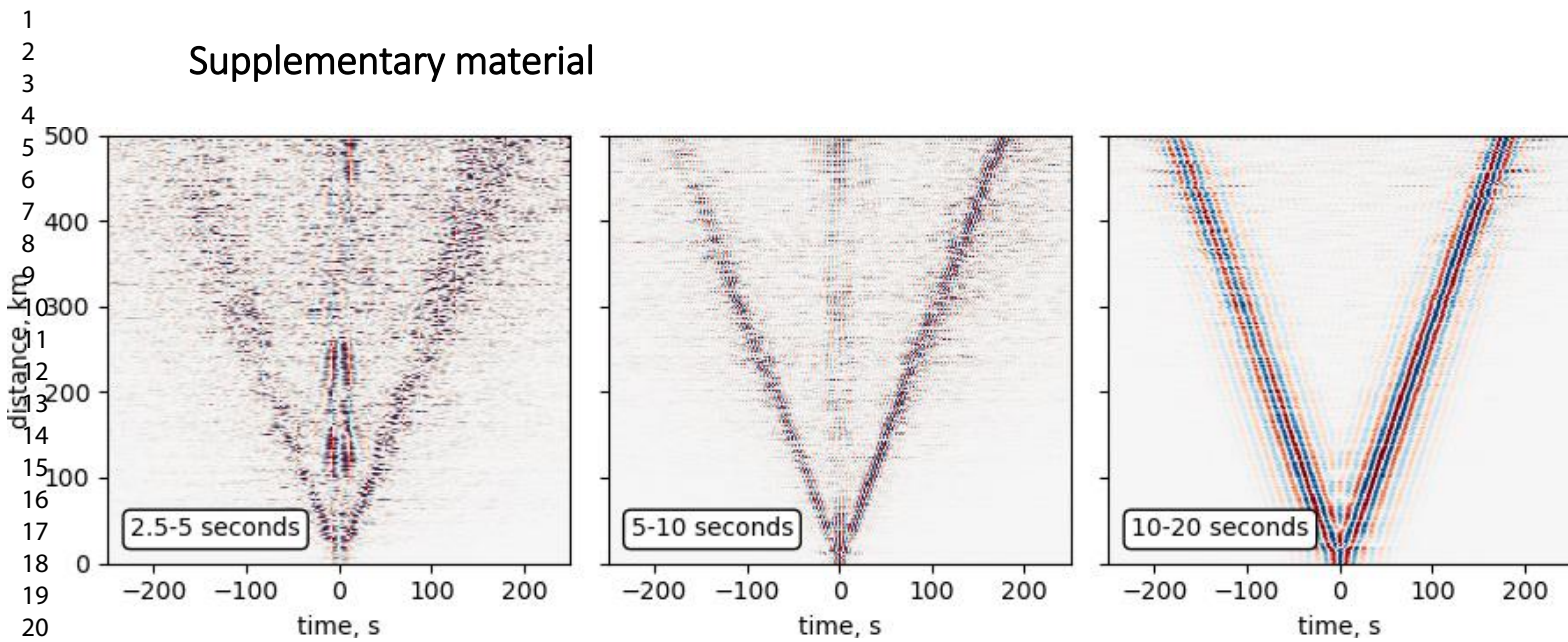 1
2
Supplementary material
3
4
500
5
6
7
400
8
9
distance, km
10
300
11
12
200
13
14
15
100
16
2.5-5 seconds
5-10 seconds
10-20 seconds
17
18
0
19
−200 −100 0 100 200
−200 −100 0 100 200
−200 −100 0 100 200
20
time, s
time, s
time, s